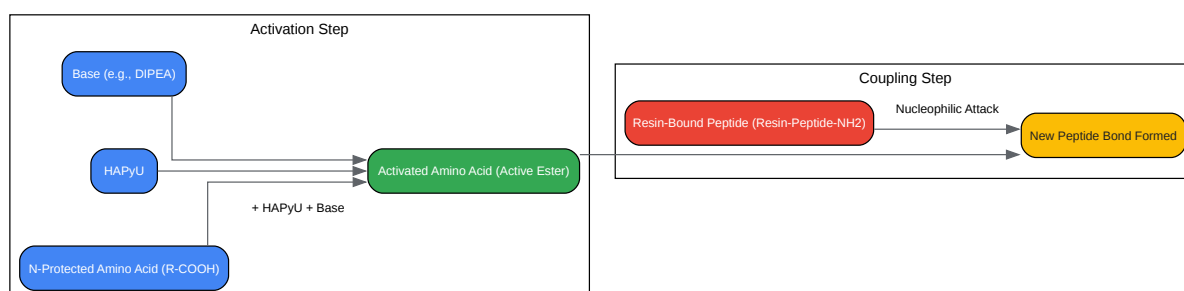 Activation Step
Base (e.g., DIPEA)
HAPyU
Activated Amino Acid (Active Ester)
+ HAPyU + Base
N-Protected Amino Acid (R-COOH)
Coupling Step
Resin-Bound Peptide (Resin-Peptide-NH2)
Nucleophilic Attack
New Peptide Bond Formed